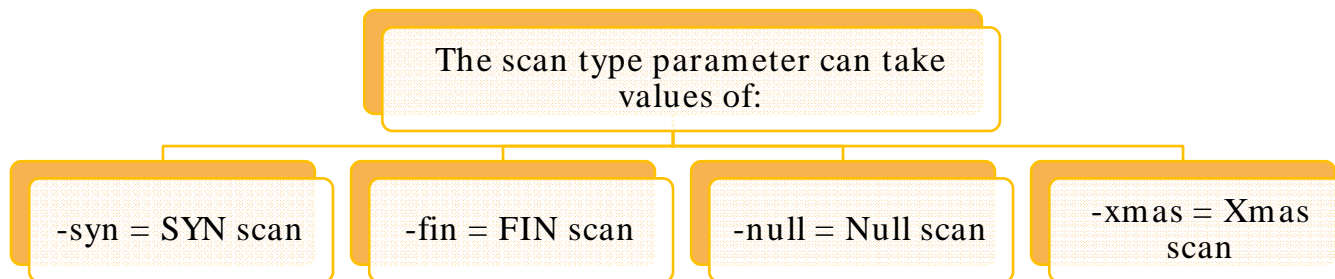 The scan type parameter can take
values of:
-syn = SYN scan
-fin = FIN scan
-null = Null scan
-xmas = Xmas
scan